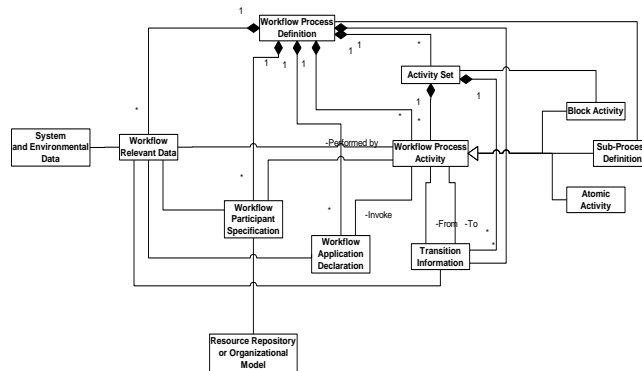 1
Workflow Process
Definition
1
1
1
1
1
*
Activity Set
1
1
Block Activity
*
*
*
System
and Environmental
Data
Workflow
Relevant Data
-Performed by
Workflow Process
Activity
Sub-Process
Definition
*
Atomic
Activity
Workflow
Participant
Specification
*
-Invoke
-From
-To
*
*
Workflow
Application
Declaration
Transition
Information
Resource Repository
or Organizational
Model